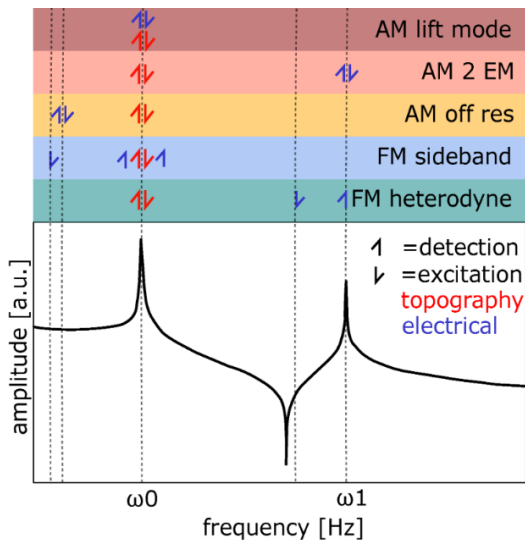 AM lift mode
AM 2 EM
AM off res
FM sideband
FM heterodyne
=detection
=excitation
topography
electrical
amplitude [a.u.]
ω0
ω1
frequency [Hz]